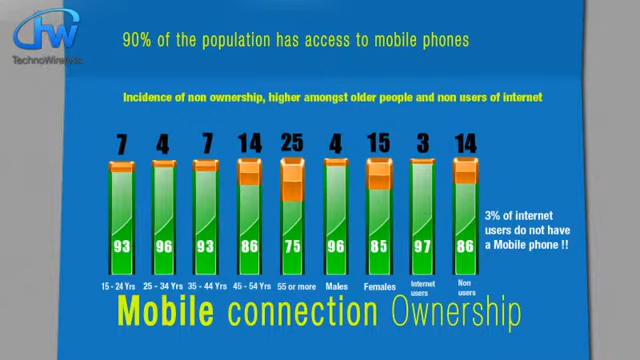 TW
TechnoWireless
90% of the population has access to mobile phones
Incidence of non ownership, higher amongst older people and non users of internet
7 4 7 14 25 4 15 3 14
93 96 93 86 75 96 85 97 86
3% of internet
users do not have
a Mobile phone !!
15 - 24 Yrs 25 - 34 Yrs 35 - 44 Yrs 45 - 54 Yrs 55 or more Males Females Internet users Non users
Mobile connection Ownership